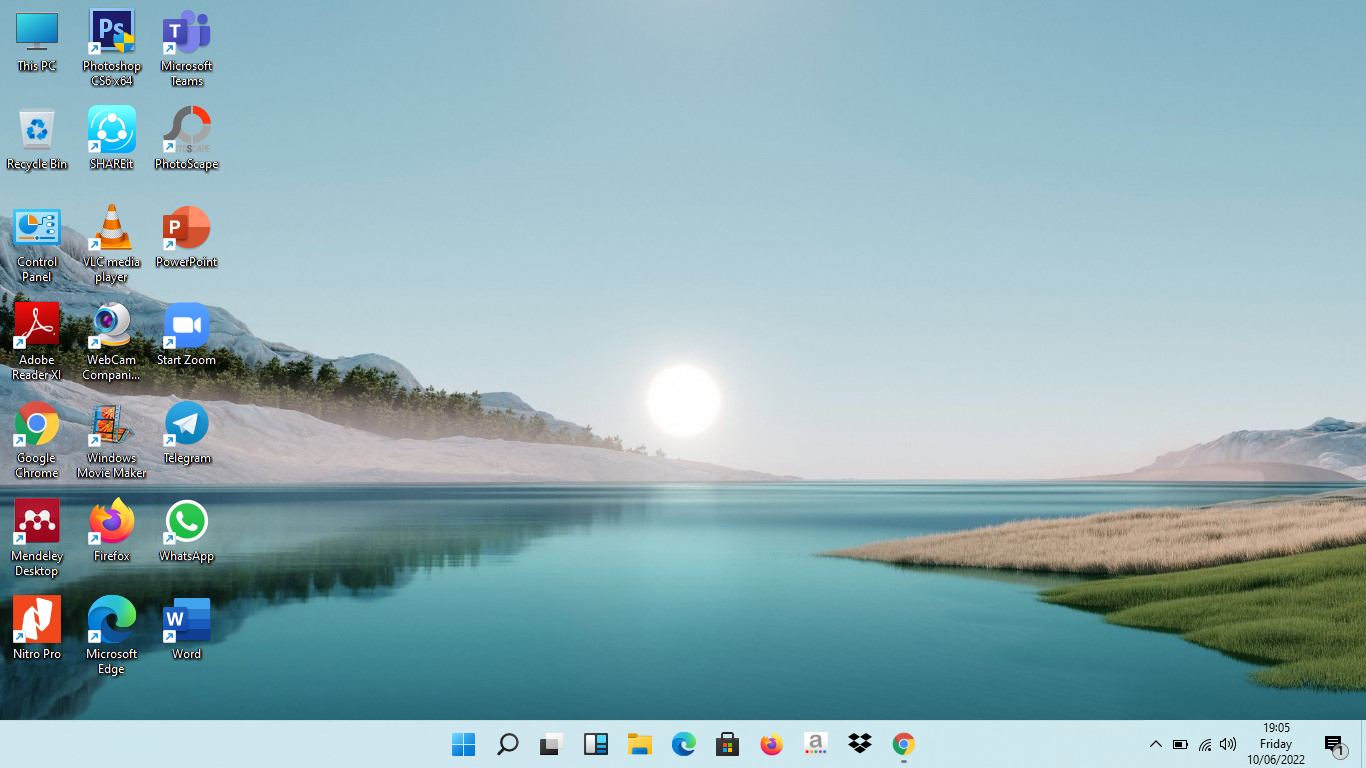 This PC
Ps
Photoshop
CS6 x64
T
Microsoft
Teams
Recycle Bin
SHAREit
PhotoScape
Control
Panel
VLC media
player
P
PowerPoint
Adobe
Reader XI
WebCam
Compani...
Start Zoom
Google
Chrome
Windows
Movie Maker
Telegram
Mendeley
Desktop
Firefox
WhatsApp
Nitro Pro
Microsoft
Edge
W
Word
a
19:05
Friday
10/06/2022
1